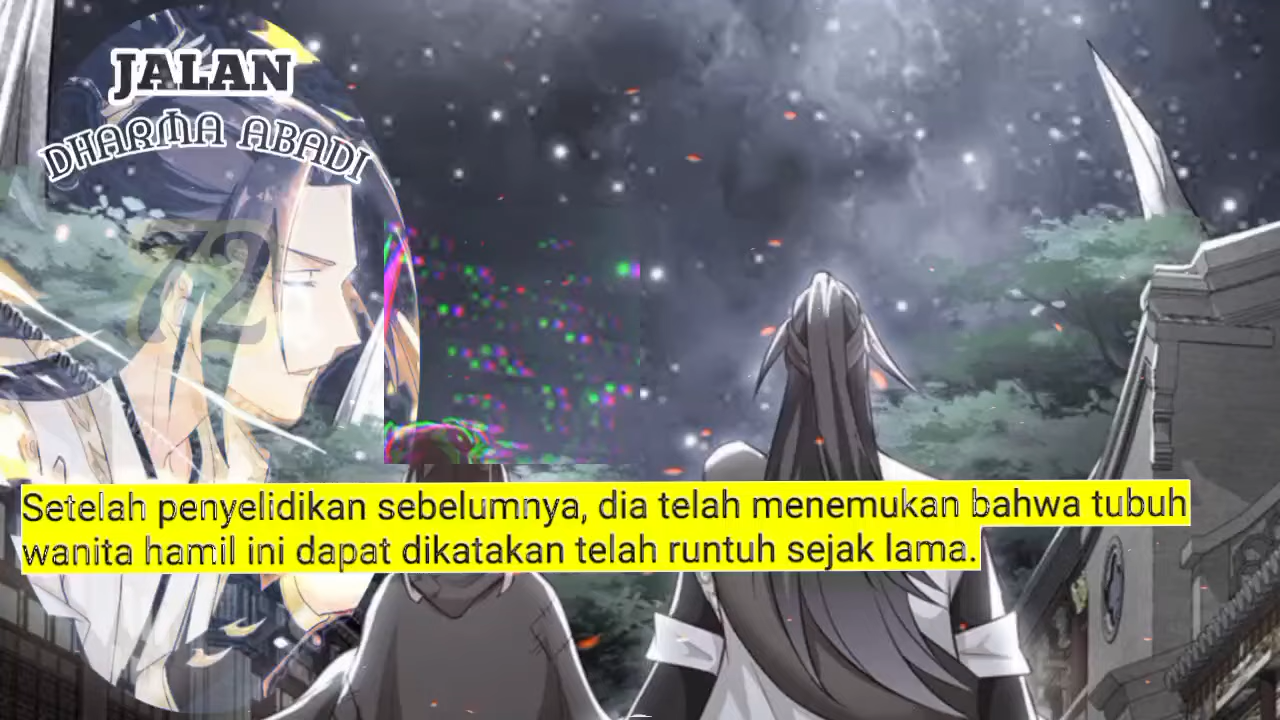 JALAN
DHARMA ABADI
72
Setelah penyelidikan sebelumnya, dia telah menemukan bahwa tubuh
wanita hamil ini dapat dikatakan telah runtuh sejak lama.